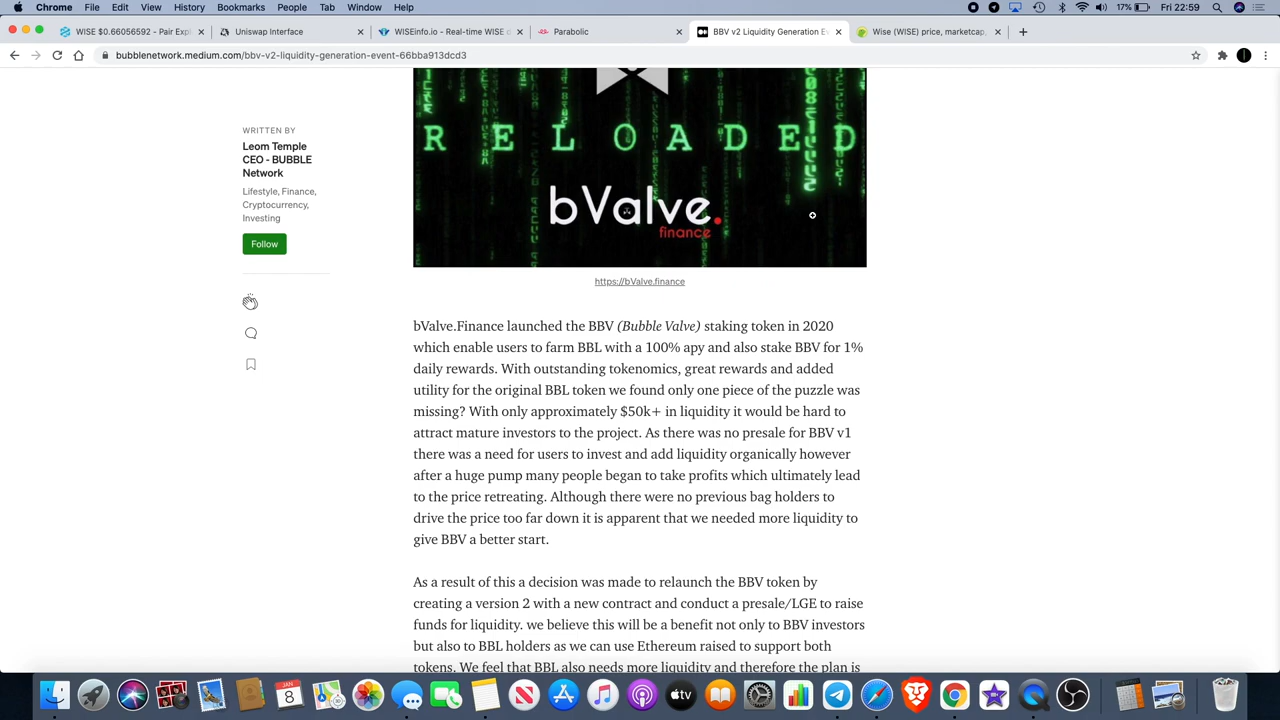 Chrome File Edit View History Bookmarks People Tab Window Help 17% Fri 22:59
WISE $0.66056592 - Pair Expl
Uniswap Interface
WISEinfo.io - Real-time WISE d
Parabolic
BBV v2 Liquidity Generation Ev
Wise (WISE) price, marketcap,
bubblenetwork.medium.com/bbv-v2-liquidity-generation-event-66bba913dcd3
RELOADED
bValve.
finance
https://bValve.finance
WRITTEN BY
Leom Temple
CEO - BUBBLE
Network
Lifestyle, Finance,
Cryptocurrency,
Investing
Follow
bValve.Finance launched the BBV (Bubble Valve) staking token in 2020
which enable users to farm BBL with a 100% apy and also stake BBV for 1%
daily rewards. With outstanding tokenomics, great rewards and added
utility for the original BBL token we found only one piece of the puzzle was
missing? With only approximately $50k+ in liquidity it would be hard to
attract mature investors to the project. As there was no presale for BBV v1
there was a need for users to invest and add liquidity organically however
after a huge pump many people began to take profits which ultimately lead
to the price retreating. Although there were no previous bag holders to
drive the price too far down it is apparent that we needed more liquidity to
give BBV a better start.
As a result of this a decision was made to relaunch the BBV token by
creating a version 2 with a new contract and conduct a presale/LGE to raise
funds for liquidity. we believe this will be a benefit not only to BBV investors
but also to BBL holders as we can use Ethereum raised to support both
tokens. We feel that BBL also needs more liquidity and therefore the plan is
JAN
8
tv